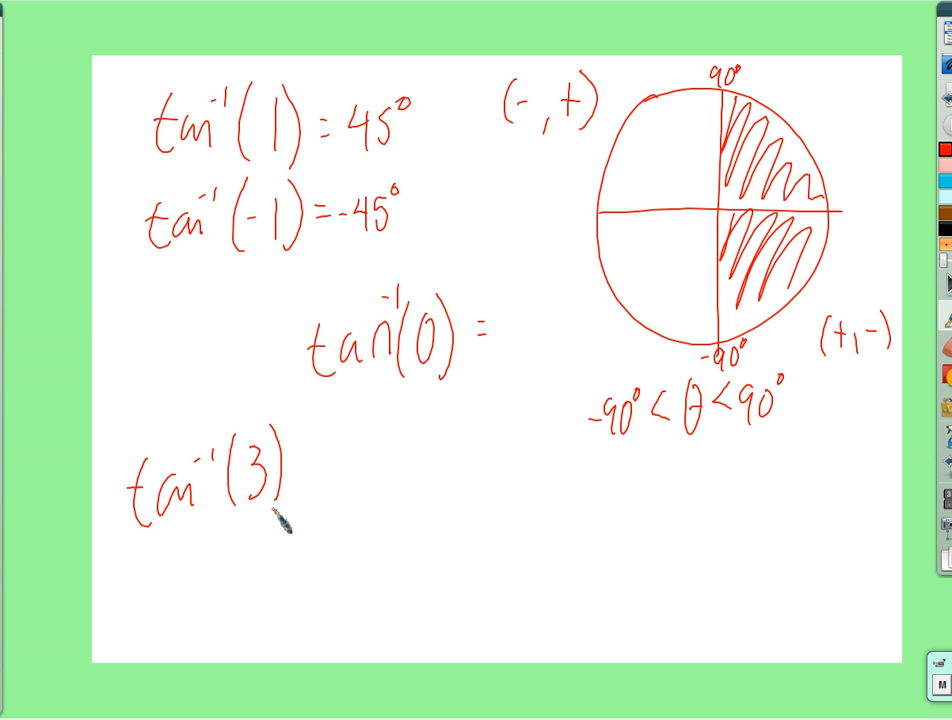 tan⁻¹(1) = 45°
(-, +)
90°
tan⁻¹(-1) = -45°
tan⁻¹(0) =
(+, -)
-90°
-90° < θ < 90°
tan⁻¹(3)
M